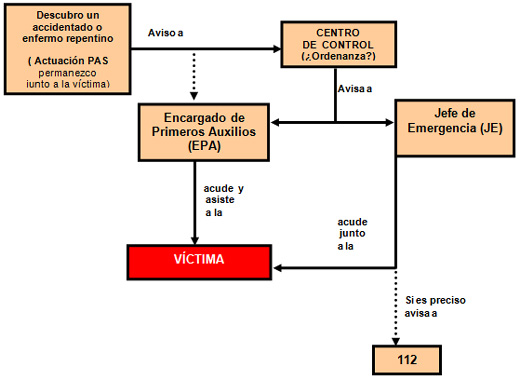 Descubro un
accidentado o
enfermo repentino
( Actuación PAS
permanezco
junto a la víctima)
Aviso a
CENTRO
DE CONTROL
(¿Ordenanza?)
Avisa a
Encargado de
Primeros Auxilios
(EPA)
Jefe de
Emergencia (JE)
acude y
asiste
a la
acude
junto
a la
VÍCTIMA
Si es preciso
avisa a
112